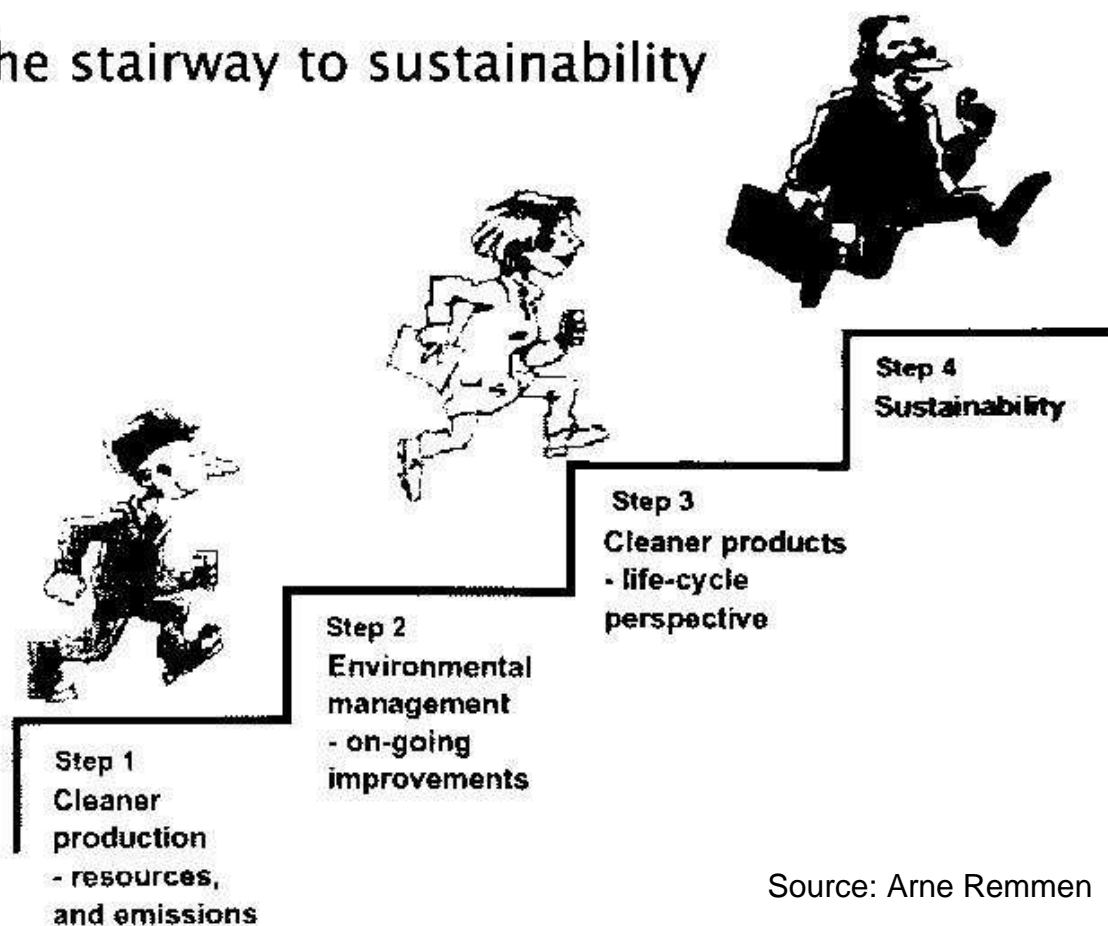 he stairway to sustainability
Step 1
Cleaner
production
- resources,
and emissions
Step 2
Environmental
management
- on-going
improvements
Step 3
Cleaner products
- life-cycle
perspective
Step 4
Sustainability
Source: Arne Remmen